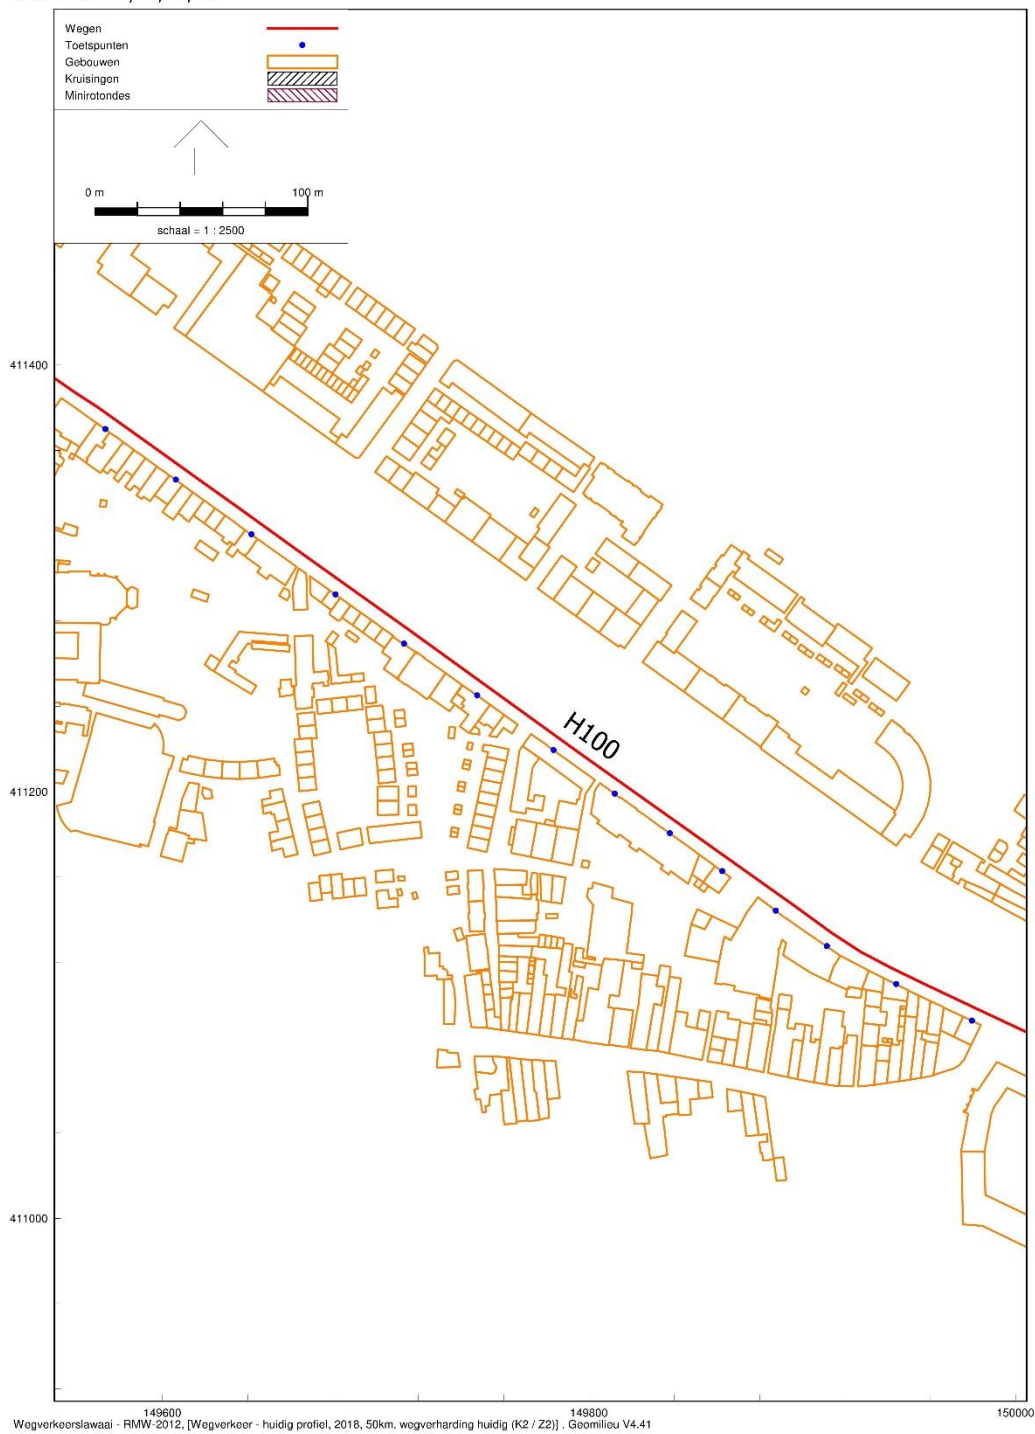 Wegen
Toetspunten
Gebouwen
Kruisingen
Minirotondes
0 m 100 m
schaal = 1 : 2500
411400
H100
411200
411000
149600 149800 150000
Wegverkeerslawaai - RMW-2012, [Wegverkeer - huidig profiel, 2018, 50km, wegverharding huidig (K2 / Z2)] , Geomilieu V4.41